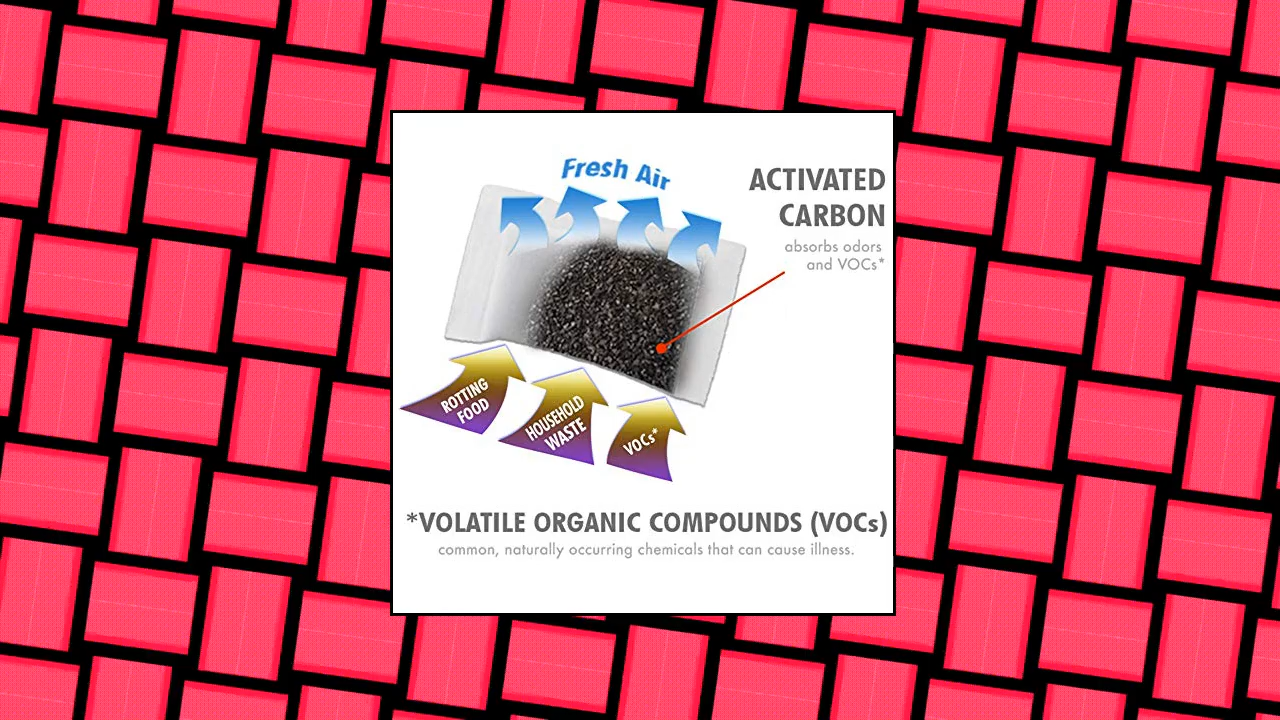 Fresh Air
ACTIVATED
CARBON
absorbs odors
and VOCs*
ROTTING
FOOD
HOUSEHOLD
WASTE
VOCs*
*VOLATILE ORGANIC COMPOUNDS (VOCs)
common, naturally occurring chemicals that can cause illness.